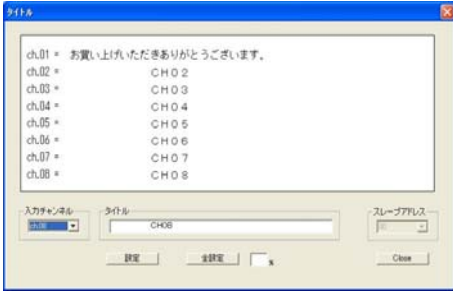 タイトル
ch.01 = お買い上げいただきありがとうございます。
ch.02 = ＣＨ０２
ch.03 = ＣＨ０３
ch.04 = ＣＨ０４
ch.05 = ＣＨ０５
ch.06 = ＣＨ０６
ch.07 = ＣＨ０７
ch.08 = ＣＨ０８
入力チャンネル タイトル スレーブアドレス
ch.08 CH08
設定 全設定 % Close